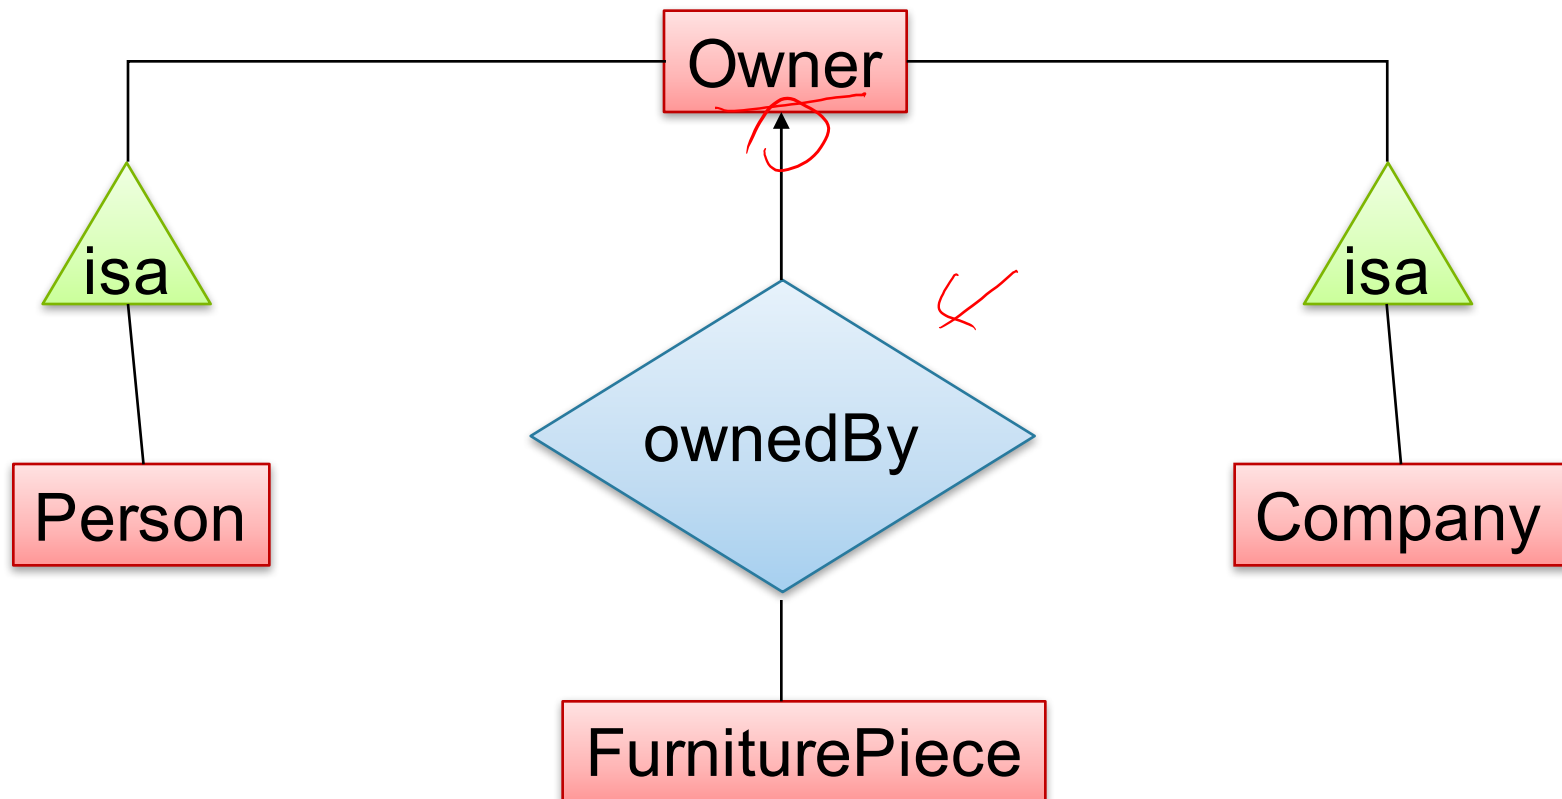 Owner
isa
isa
ownedBy
Person
Company
FurniturePiece